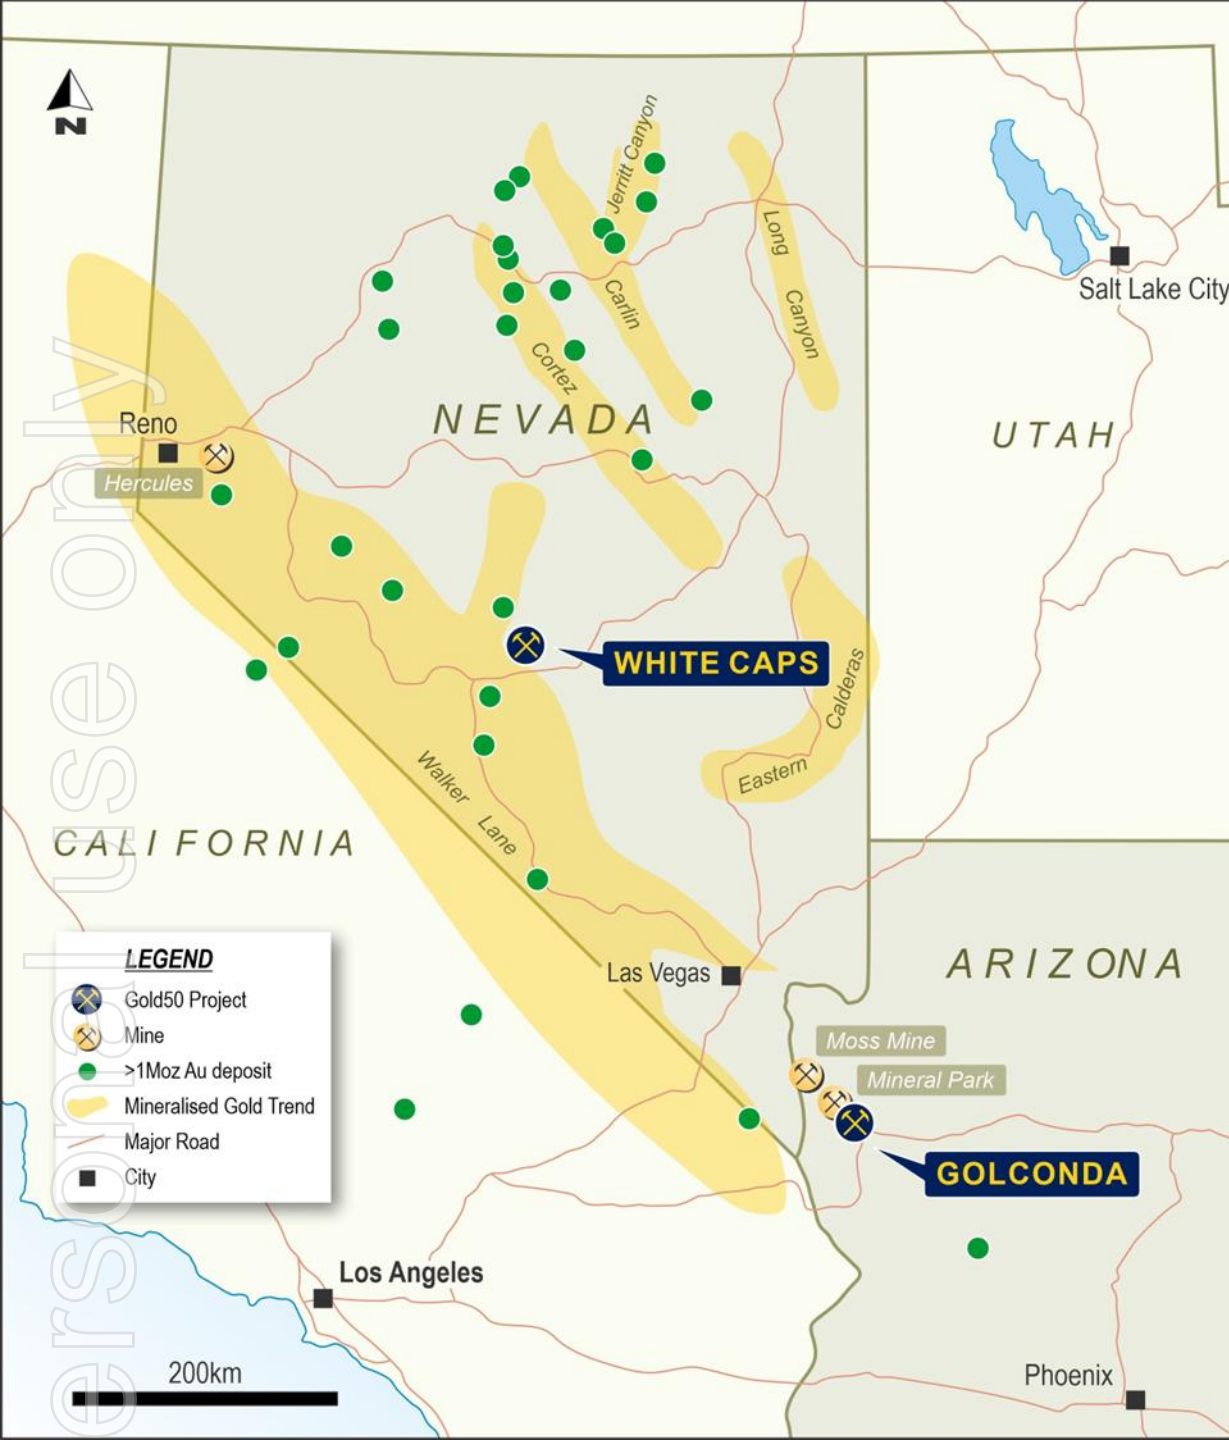 N
Jerritt Canyon
Long
Canyon
Salt Lake City
Carlin
Cortez
NEVADA
UTAH
Reno
Hercules
WHITE CAPS
Calderas
Eastern
Walker
Lane
CALIFORNIA
ARIZONA
Las Vegas
LEGEND
Gold50 Project
Mine
>1Moz Au deposit
Mineralised Gold Trend
Major Road
City
Moss Mine
Mineral Park
GOLCONDA
Los Angeles
200km
Phoenix
ersonal use only